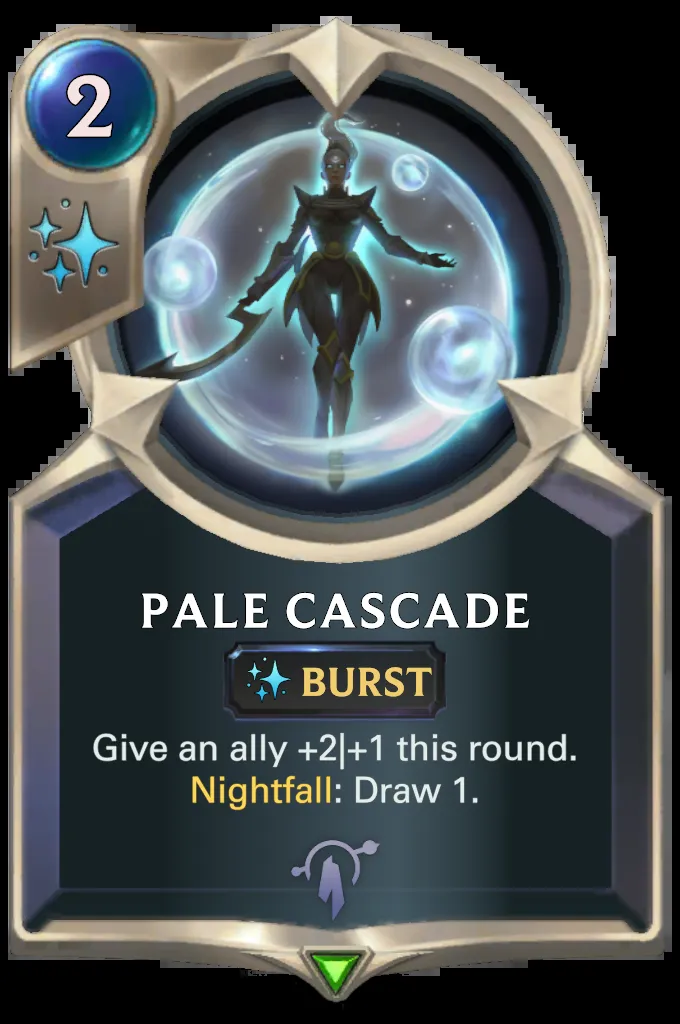 2
PALE CASCADE
BURST
Give an ally +2|+1 this round.
Nightfall: Draw 1.